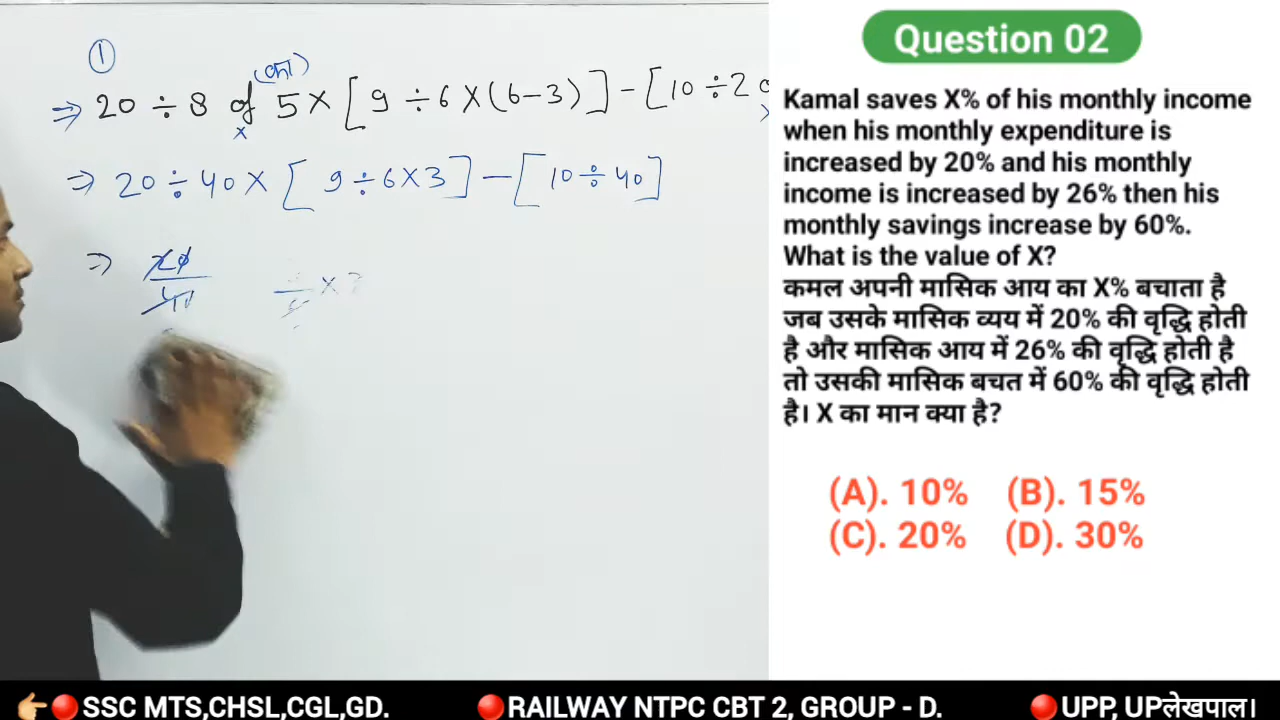 ①
⇒ 20 ÷ 8 of 5 × [ 9 ÷ 6 × (6 − 3) ] − [ 10 ÷ 2
(का)
×
⇒ 20 ÷ 40 × [ 9 ÷ 6 × 3 ] − [ 10 ÷ 40 ]
⇒
Question 02
Kamal saves X% of his monthly income
when his monthly expenditure is
increased by 20% and his monthly
income is increased by 26% then his
monthly savings increase by 60%.
What is the value of X?
कमल अपनी मासिक आय का X% बचाता है
जब उसके मासिक व्यय में 20% की वृद्धि होती
है और मासिक आय में 26% की वृद्धि होती है
तो उसकी मासिक बचत में 60% की वृद्धि होती
है। X का मान क्या है?
(A). 10% (B). 15%
(C). 20% (D). 30%
👉🔴 SSC MTS,CHSL,CGL,GD. 🔴 RAILWAY NTPC CBT 2, GROUP - D. 🔴 UPP, UPलेखपाल।